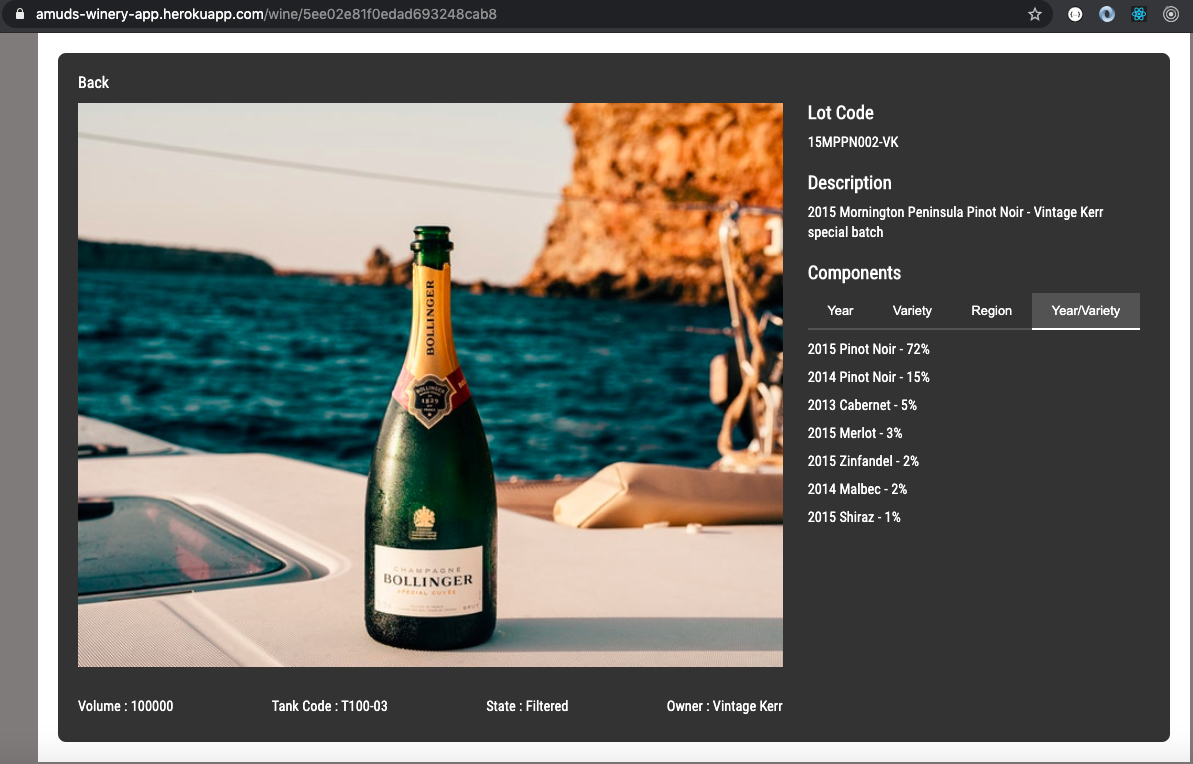 amuds-winery-app.herokuapp.com/wine/5ee02e81f0edad693248cab8
Back
BOLLINGER
BOLLINGER
1829
CHAMPAGNE
BOLLINGER
SPECIAL CUVÉE
BRUT
Lot Code
15MPPN002-VK
Description
2015 Mornington Peninsula Pinot Noir - Vintage Kerr
special batch
Components
Year Variety Region Year/Variety
2015 Pinot Noir - 72%
2014 Pinot Noir - 15%
2013 Cabernet - 5%
2015 Merlot - 3%
2015 Zinfandel - 2%
2014 Malbec - 2%
2015 Shiraz - 1%
Volume : 100000 Tank Code : T100-03 State : Filtered Owner : Vintage Kerr